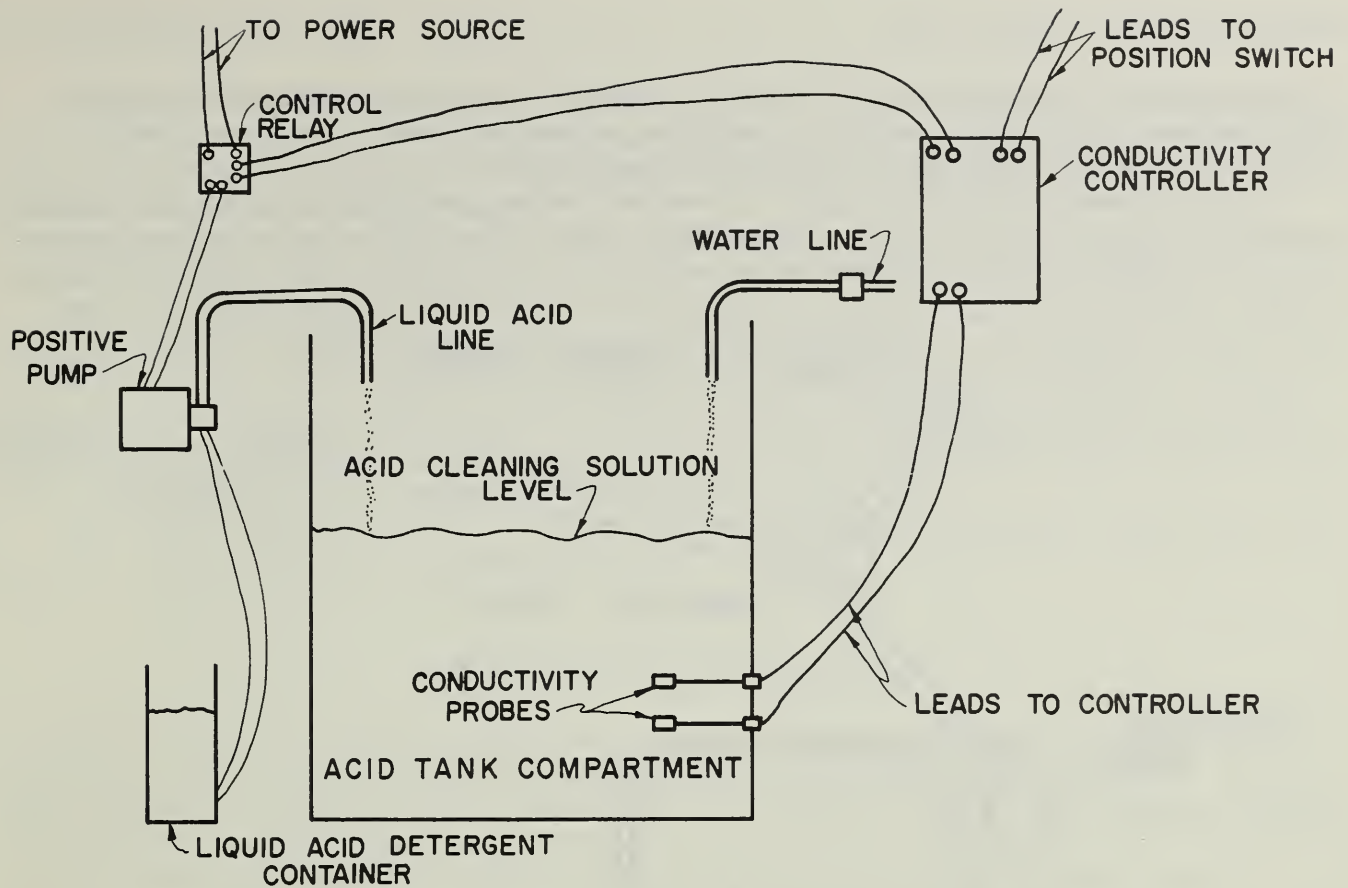 TO POWER SOURCE
LEADS TO
POSITION SWITCH
CONTROL
RELAY
CONDUCTIVITY
CONTROLLER
WATER LINE
LIQUID ACID
LINE
POSITIVE
PUMP
ACID CLEANING SOLUTION
LEVEL
CONDUCTIVITY
PROBES
LEADS TO CONTROLLER
ACID TANK COMPARTMENT
LIQUID ACID DETERGENT
CONTAINER